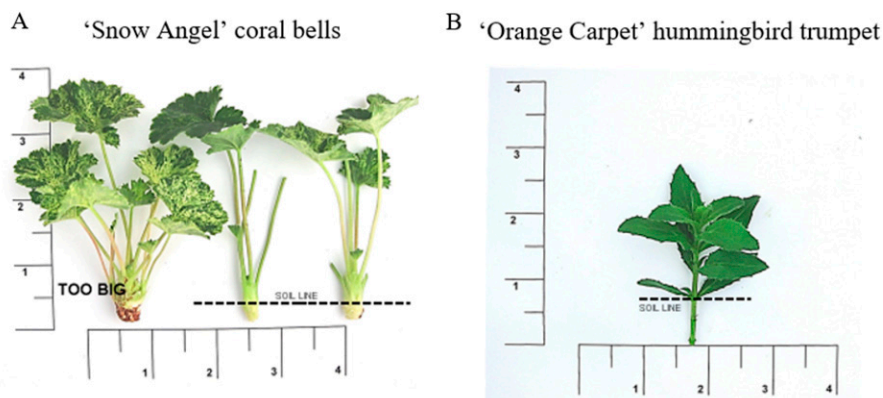 A 'Snow Angel' coral bells
B 'Orange Carpet' hummingbird trumpet
4
3
2
1
TOO BIG
SOIL LINE
1 2 3 4
4
3
2
1
SOIL LINE
1 2 3 4